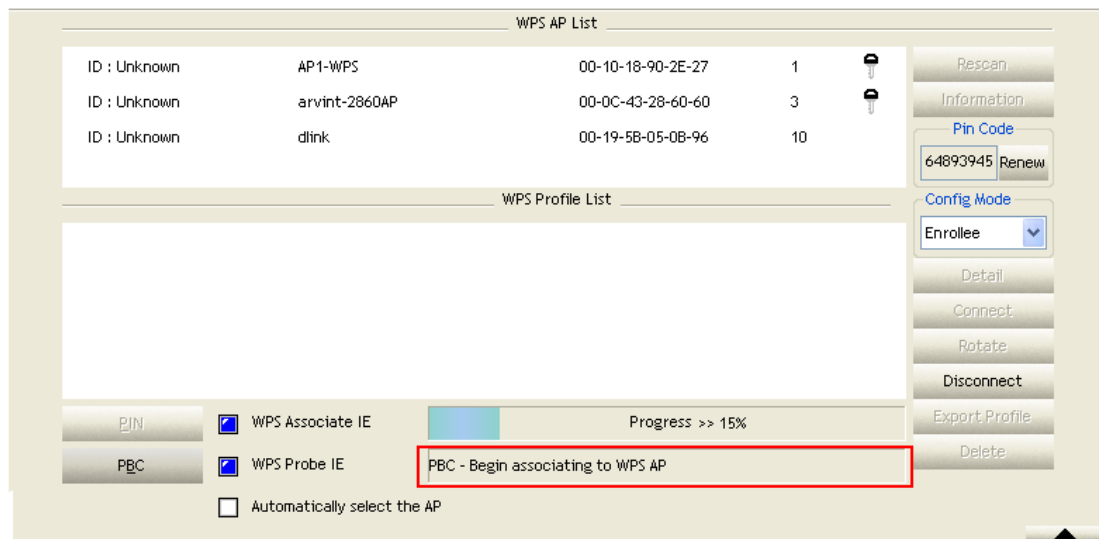 WPS AP List
ID : Unknown AP1-WPS 00-10-18-90-2E-27 1
ID : Unknown arvint-2860AP 00-0C-43-28-60-60 3
ID : Unknown dlink 00-19-5B-05-0B-96 10
Rescan
Information
Pin Code
64893945 Renew
WPS Profile List
Config Mode
Enrollee
Detail
Connect
Rotate
Disconnect
Export Profile
Delete
PIN WPS Associate IE Progress >> 15%
PBC WPS Probe IE PBC - Begin associating to WPS AP
Automatically select the AP